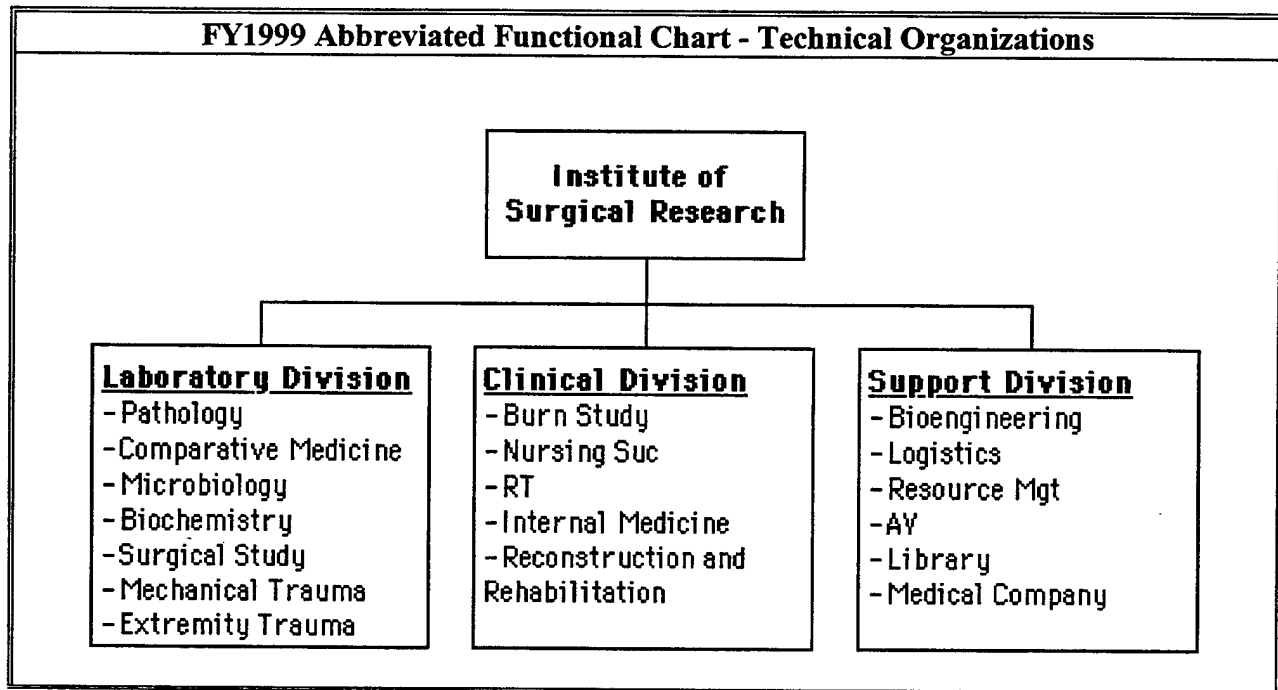 FY1999 Abbreviated Functional Chart - Technical Organizations
Institute of
Surgical Research
Laboratory Division
-Pathology
-Comparative Medicine
-Microbiology
-Biochemistry
-Surgical Study
-Mechanical Trauma
-Extremity Trauma
Clinical Division
-Burn Study
-Nursing Suc
-RT
-Internal Medicine
-Reconstruction and
Rehabilitation
Support Division
-Bioengineering
-Logistics
-Resource Mgt
-AV
-Library
-Medical Company